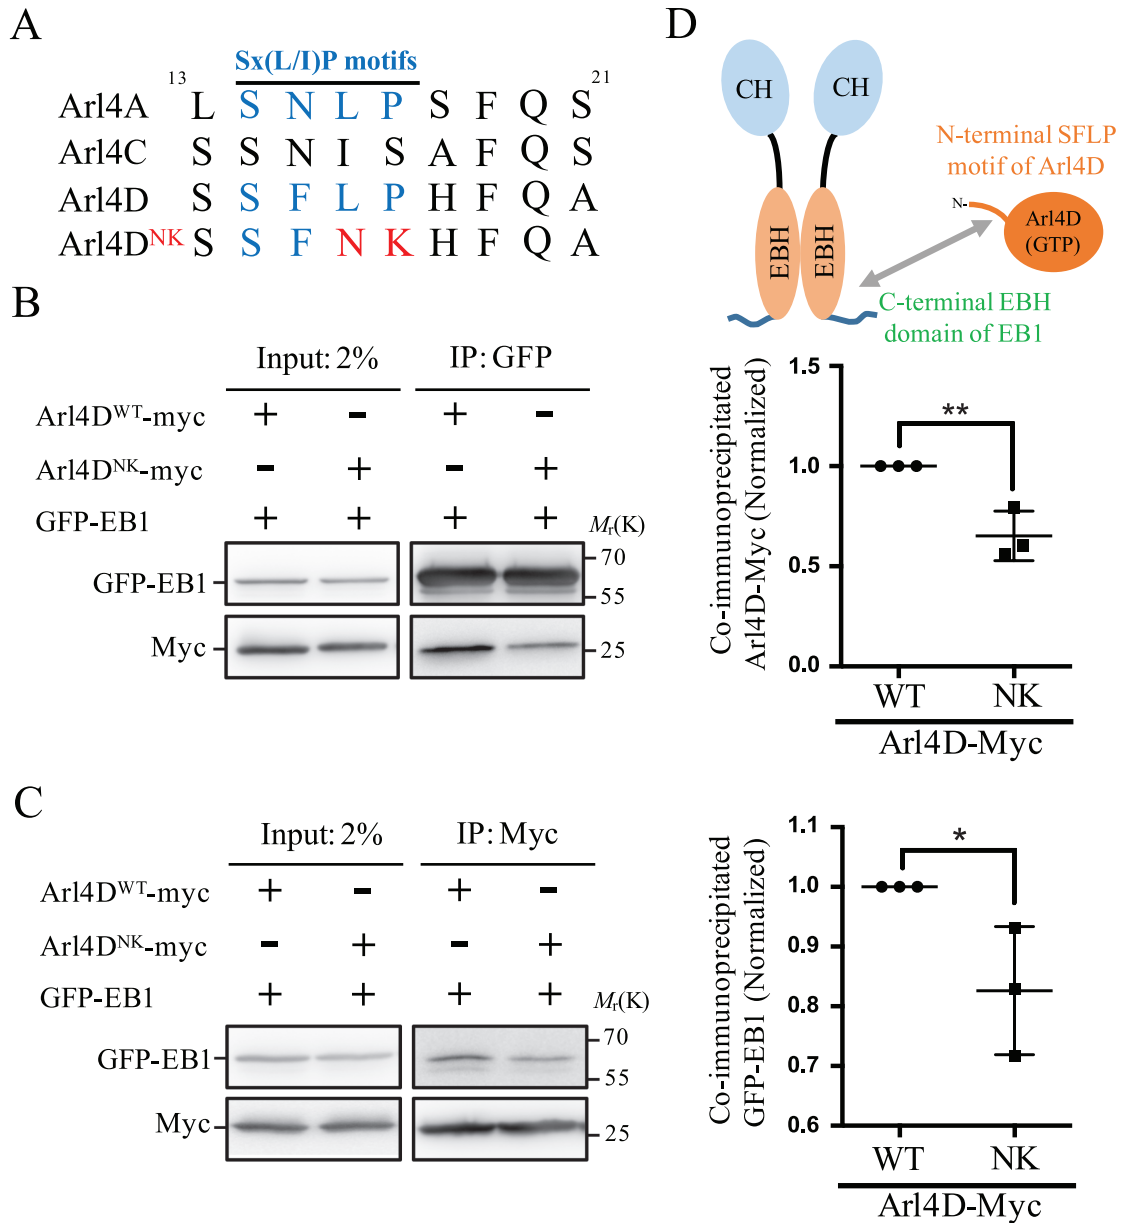 A
Sx(L/I)P motifs
13 21
Arl4A L S N L P S F Q S
Arl4C S S N I S A F Q S
Arl4D S S F L P H F Q A
Arl4DNK S S F N K H F Q A
B
Input: 2% IP: GFP
Arl4DWT-myc + - + -
Arl4DNK-myc - + - +
GFP-EB1 + + + + Mr(K)
GFP-EB1 70
55
Myc 25
C
Input: 2% IP: Myc
Arl4DWT-myc + - + -
Arl4DNK-myc - + - +
GFP-EB1 + + + + Mr(K)
GFP-EB1 70
55
Myc 25
D
CH CH
EBH EBH
N-terminal SFLP
motif of Arl4D
N-
Arl4D
(GTP)
C-terminal EBH
domain of EB1
Co-immunoprecipitated
Arl4D-Myc (Normalized)
1.5
1.0
0.5
0.0
**
WT NK
Arl4D-Myc
Co-immunoprecipitated
GFP-EB1 (Normalized)
1.1
1.0
0.9
0.8
0.7
0.6
*
WT NK
Arl4D-Myc